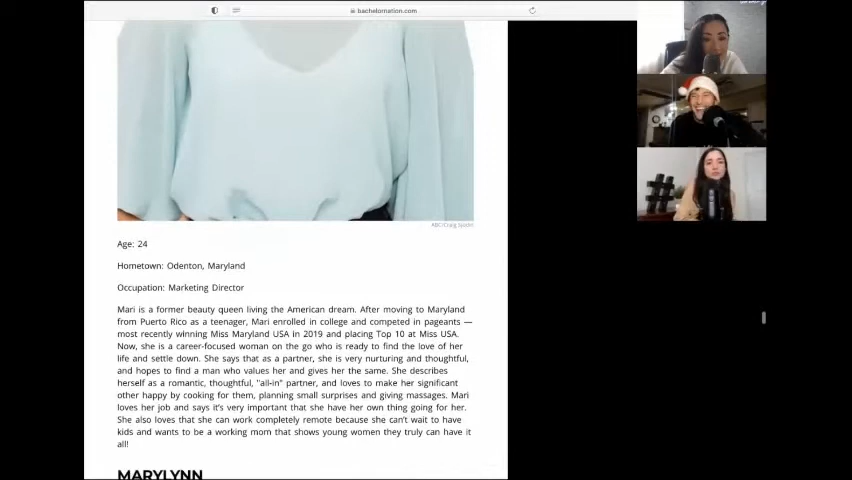 bachelornation.com
ABC/Craig Sjodin
Age: 24
Hometown: Odenton, Maryland
Occupation: Marketing Director
Mari is a former beauty queen living the American dream. After moving to Maryland
from Puerto Rico as a teenager, Mari enrolled in college and competed in pageants —
most recently winning Miss Maryland USA in 2019 and placing Top 10 at Miss USA.
Now, she is a career-focused woman on the go who is ready to find the love of her
life and settle down. She says that as a partner, she is very nurturing and thoughtful,
and hopes to find a man who values her and gives her the same. She describes
herself as a romantic, thoughtful, "all-in" partner, and loves to make her significant
other happy by cooking for them, planning small surprises and giving massages. Mari
loves her job and says it's very important that she have her own thing going for her.
She also loves that she can work completely remote because she can't wait to have
kids and wants to be a working mom that shows young women they truly can have it
all!
MARYLYNN